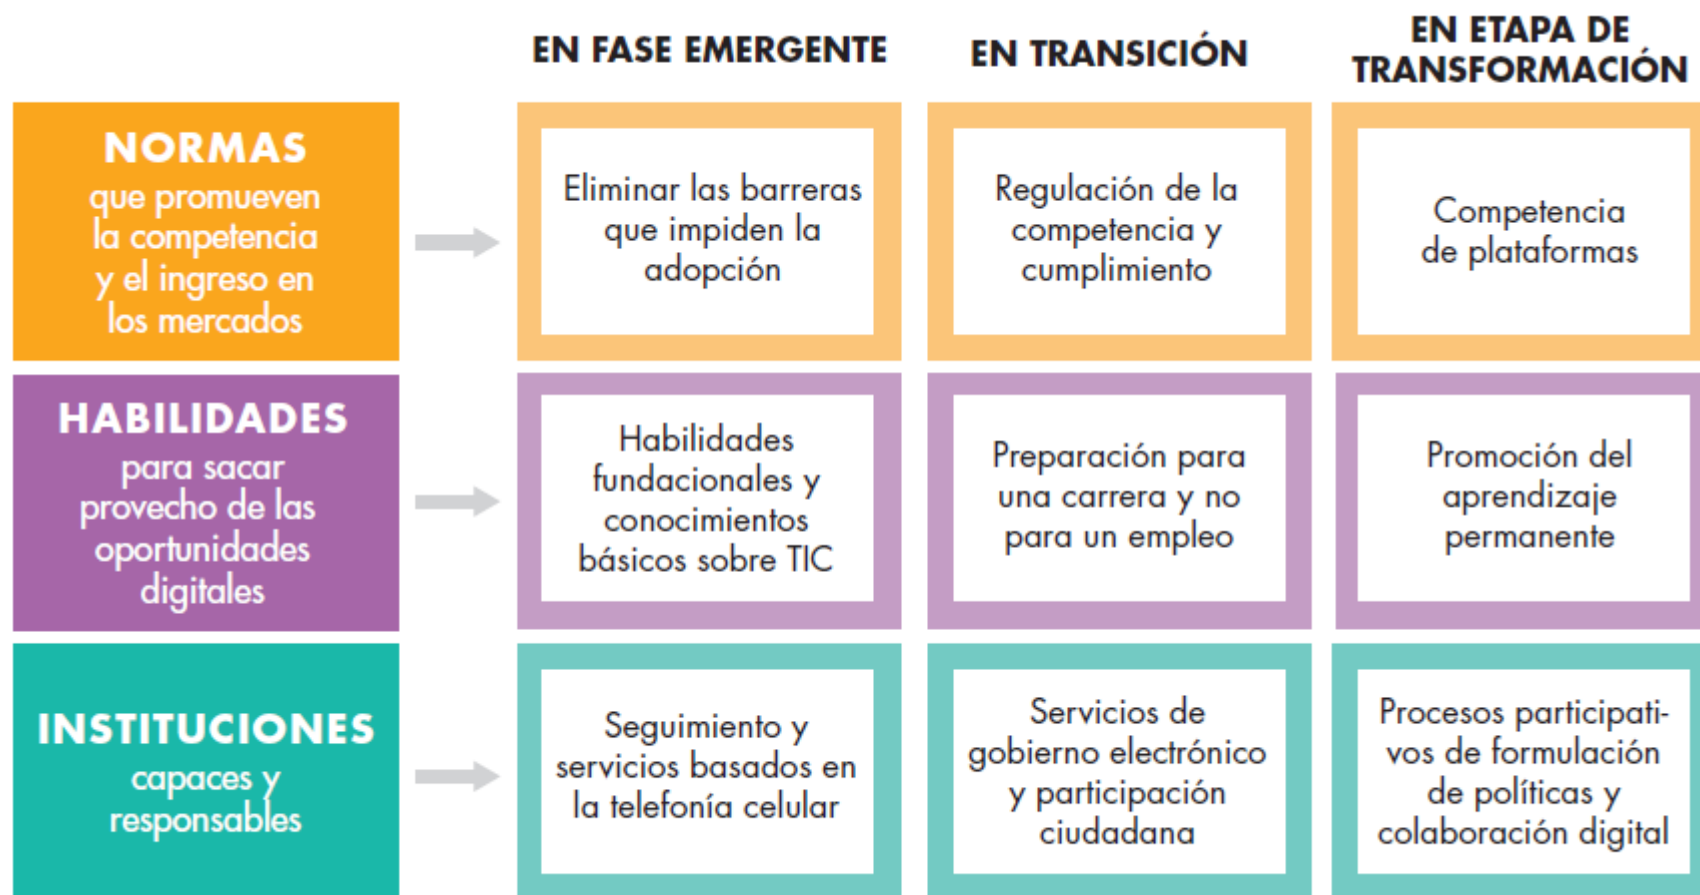 EN FASE EMERGENTE
EN TRANSICIÓN
EN ETAPA DE
TRANSFORMACIÓN
NORMAS
que promueven
la competencia
y el ingreso en
los mercados
Eliminar las barreras
que impiden la
adopción
Regulación de la
competencia y
cumplimiento
Competencia
de plataformas
HABILIDADES
para sacar
provecho de las
oportunidades
digitales
Habilidades
fundacionales y
conocimientos
básicos sobre TIC
Preparación para
una carrera y no
para un empleo
Promoción del
aprendizaje
permanente
INSTITUCIONES
capaces y
responsables
Seguimiento y
servicios basados en
la telefonía celular
Servicios de
gobierno electrónico
y participación
ciudadana
Procesos participati-
vos de formulación
de políticas y
colaboración digital